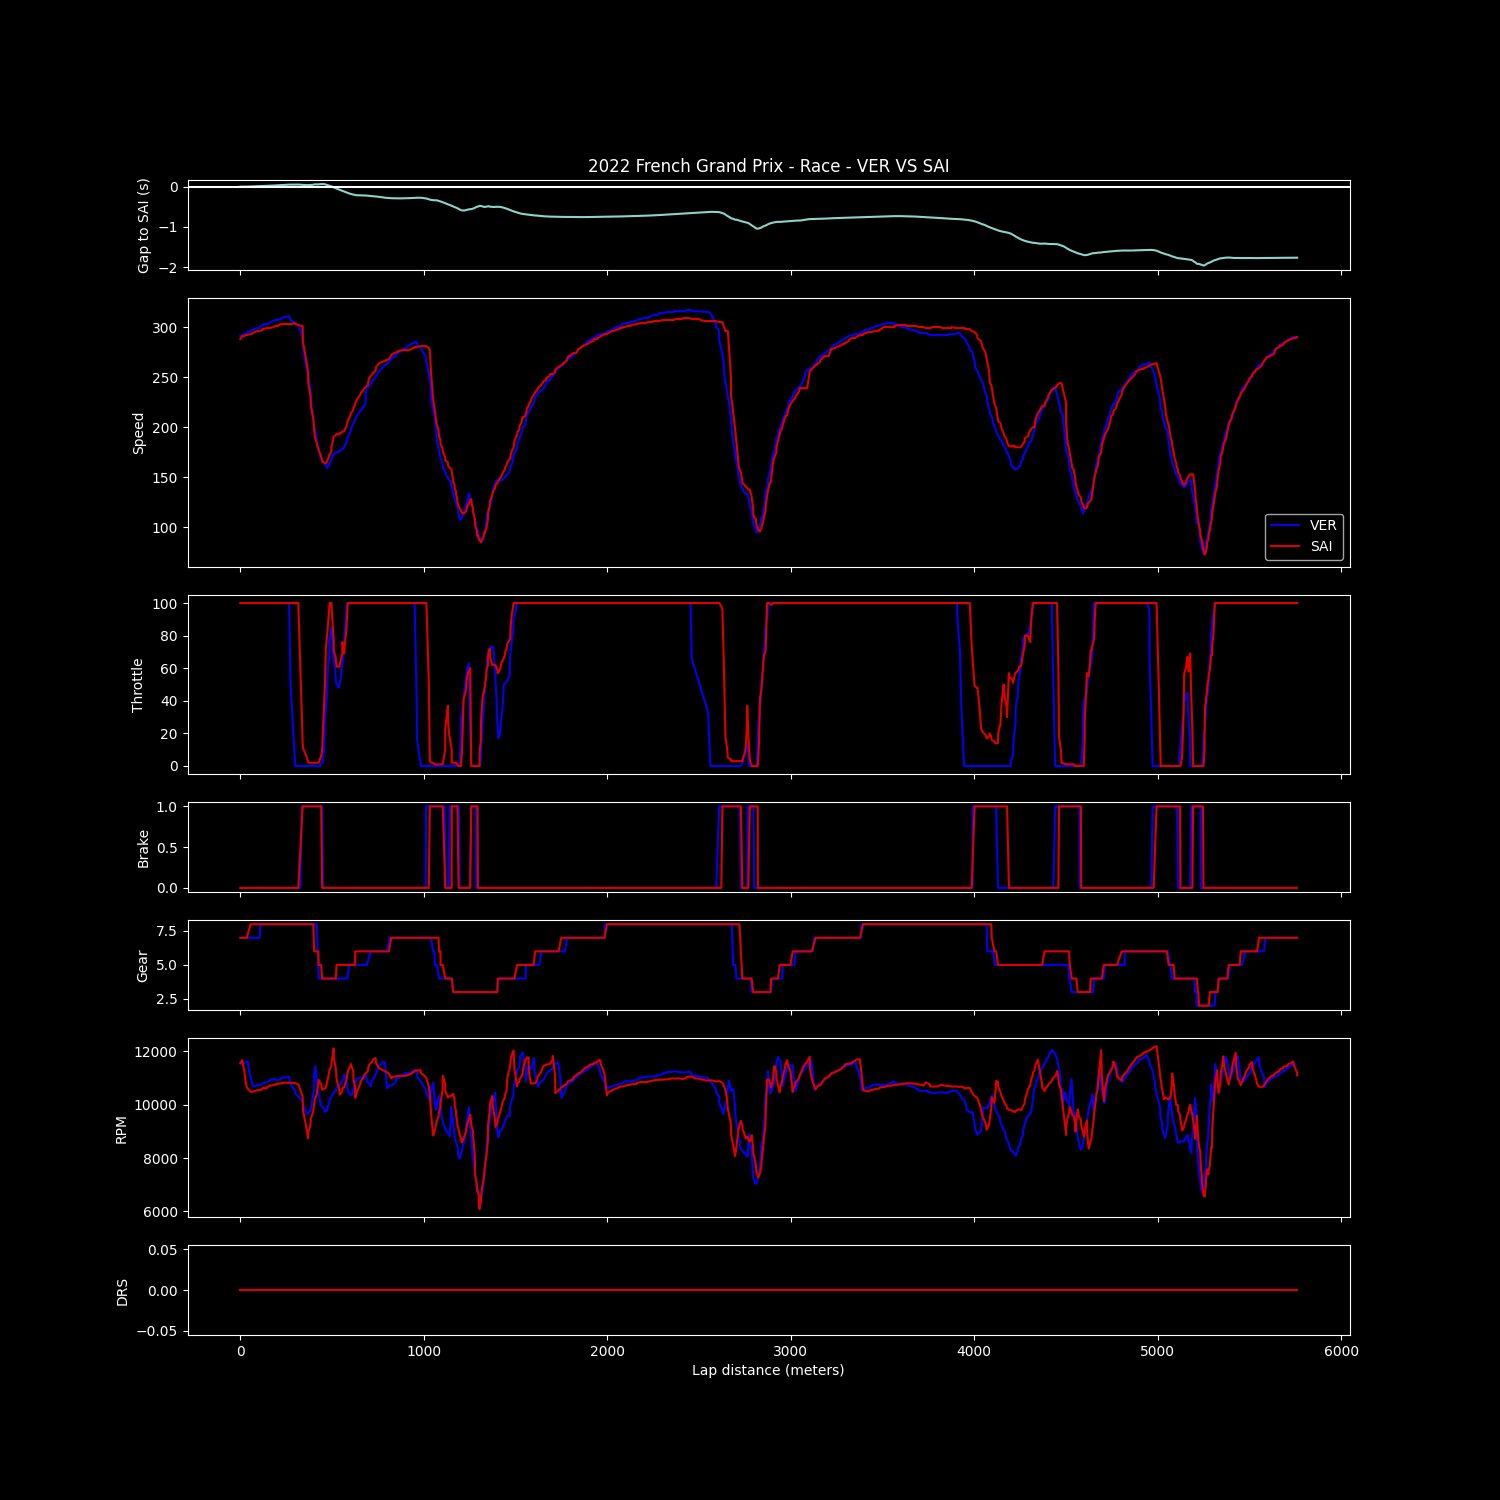 2022 French Grand Prix - Race - VER VS SAI
Gap to SAI (s)
0
−1
−2
Speed
300
250
200
150
100
VER
SAI
Throttle
100
80
60
40
20
0
Brake
1.0
0.5
0.0
Gear
7.5
5.0
2.5
RPM
12000
10000
8000
6000
DRS
0.05
0.00
−0.05
0 1000 2000 3000 4000 5000 6000
Lap distance (meters)